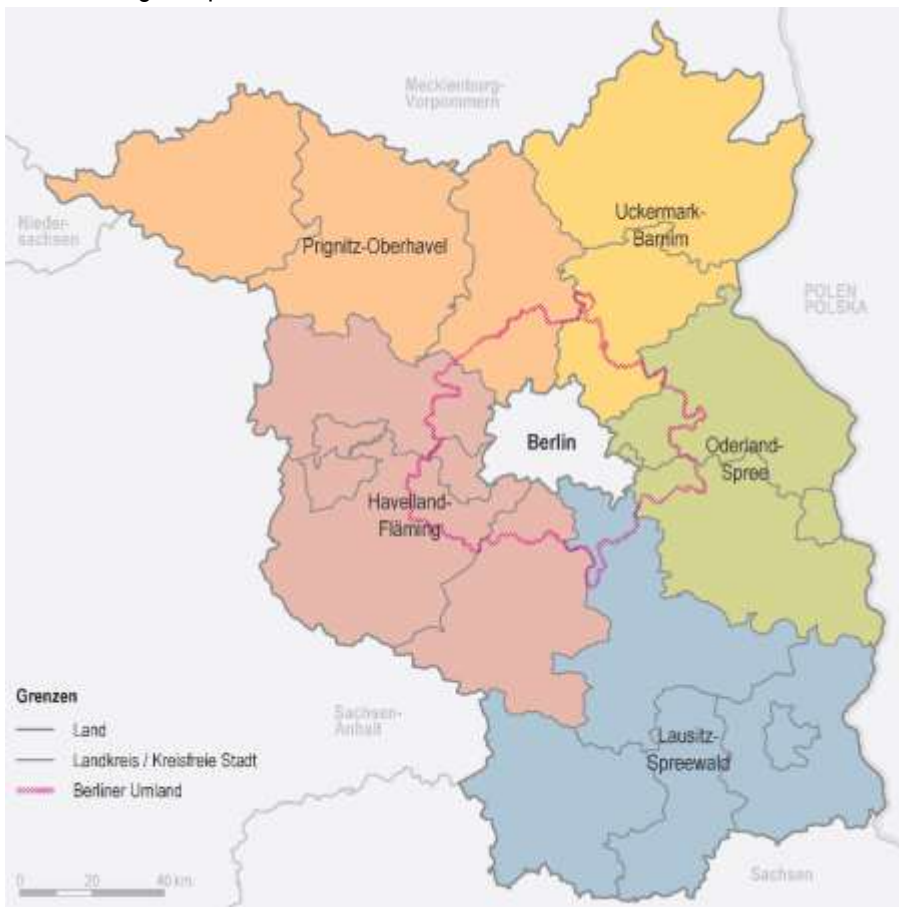 Mecklenburg-
Vorpommern
Nieder-
sachsen
Prignitz-Oberhavel
Uckermark-
Barnim
POLEN
POLSKA
Berlin
Oderland-
Spree
Havelland-
Fläming
Grenzen
Land
Landkreis / Kreisfreie Stadt
Berliner Umland
Sachsen-
Anhalt
Lausitz-
Spreewald
Sachsen
0 20 40 km